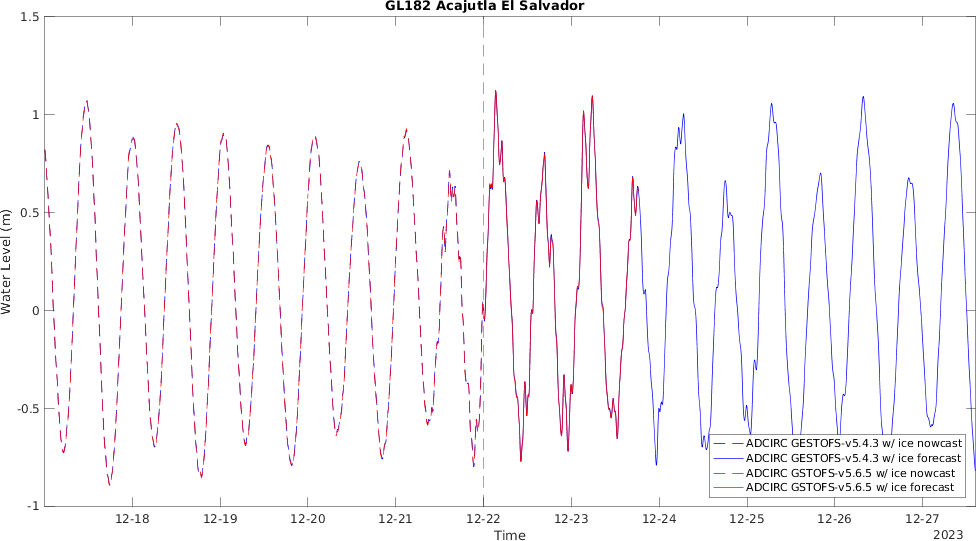 GL182 Acajutla El Salvador
1.5
1
0.5
0
-0.5
-1
Water Level (m)
12-18
12-19
12-20
12-21
12-22
12-23
12-24
12-25
12-26
12-27
Time
2023
ADCIRC GESTOFS-v5.4.3 w/ ice nowcast
ADCIRC GESTOFS-v5.4.3 w/ ice forecast
ADCIRC GSTOFS-v5.6.5 w/ ice nowcast
ADCIRC GSTOFS-v5.6.5 w/ ice forecast